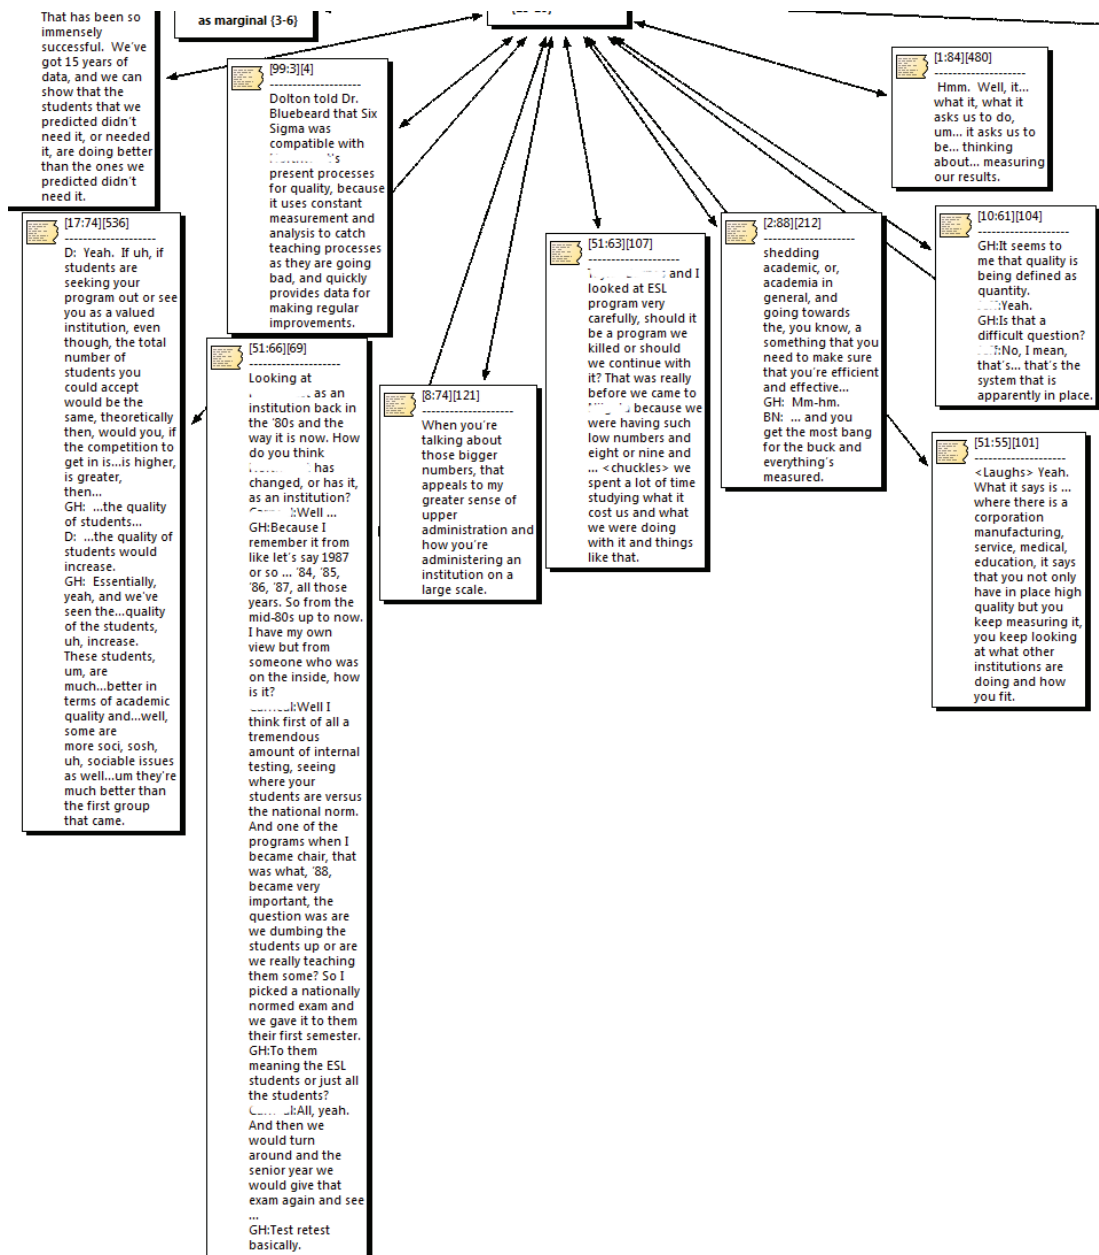 That has been so
immensely
successful.  We've
got 15 years of
data, and we can
show that the
students that we
predicted didn't
need it, or needed
it, are doing better
than the ones we
predicted didn't
need it.
as marginal {3-6}
[99:3][4]
--------------------
Dolton told Dr.
Bluebeard that Six
Sigma was
compatible with
's
present processes
for quality, because
it uses constant
measurement and
analysis to catch
teaching processes
as they are going
bad, and quickly
provides data for
making regular
improvements.
[1:84][480]
--------------------
Hmm.  Well, it...
what it, what it
asks us to do,
um... it asks us to
be... thinking
about... measuring
our results.
[17:74][536]
--------------------
D:  Yeah.  If uh, if
students are
seeking your
program out or see
you as a valued
institution, even
though, the total
number of
students you
could accept
would be the
same, theoretically
then, would you, if
the competition to
get in is...is higher,
is greater,
then...
GH:  ...the quality
of students...
D:  ...the quality of
students would
increase.
GH:  Essentially,
yeah, and we've
seen the...quality
of the students,
uh, increase.
These students,
um, are
much...better in
terms of academic
quality and...well,
some are
more soci, sosh,
uh, sociable issues
as well...um they're
much better than
the first group
that came.
[51:66][69]
--------------------
Looking at
as an
institution back in
the '80s and the
way it is now. How
do you think
has
changed, or has it,
as an institution?
:Well ...
GH:Because I
remember it from
like let's say 1987
or so ... '84, '85,
'86, '87, all those
years. So from the
mid-80s up to now.
I have my own
view but from
someone who was
on the inside, how
is it?
:Well I
think first of all a
tremendous
amount of internal
testing, seeing
where your
students are versus
the national norm.
And one of the
programs when I
became chair, that
was what, '88,
became very
important, the
question was are
we dumbing the
students up or are
we really teaching
them some? So I
picked a nationally
normed exam and
we gave it to them
their first semester.
GH:To them
meaning the ESL
students or just all
the students?
:All, yeah.
And then we
would turn
around and the
senior year we
would give that
exam again and see
...
GH:Test retest
basically.
[8:74][121]
--------------------
When you're
talking about
those bigger
numbers, that
appeals to my
greater sense of
upper
administration and
how you're
administering an
institution on a
large scale.
[51:63][107]
--------------------
and I
looked at ESL
program very
carefully, should it
be a program we
killed or should
we continue with
it? That was really
before we came to
because we
were having such
low numbers and
eight or nine and
... <chuckles> we
spent a lot of time
studying what it
cost us and what
we were doing
with it and things
like that.
[2:88][212]
--------------------
shedding
academic, or,
academia in
general, and
going towards
the, you know, a
something that you
need to make sure
that you're efficient
and effective...
GH:  Mm-hm.
BN:  ... and you
get the most bang
for the buck and
everything's
measured.
[10:61][104]
--------------------
GH:It seems to
me that quality is
being defined as
quantity.
:Yeah.
GH:Is that a
difficult question?
:No, I mean,
that's... that's the
system that is
apparently in place.
[51:55][101]
--------------------
<Laughs> Yeah.
What it says is ...
where there is a
corporation
manufacturing,
service, medical,
education, it says
that you not only
have in place high
quality but you
keep measuring it,
you keep looking
at what other
institutions are
doing and how
you fit.